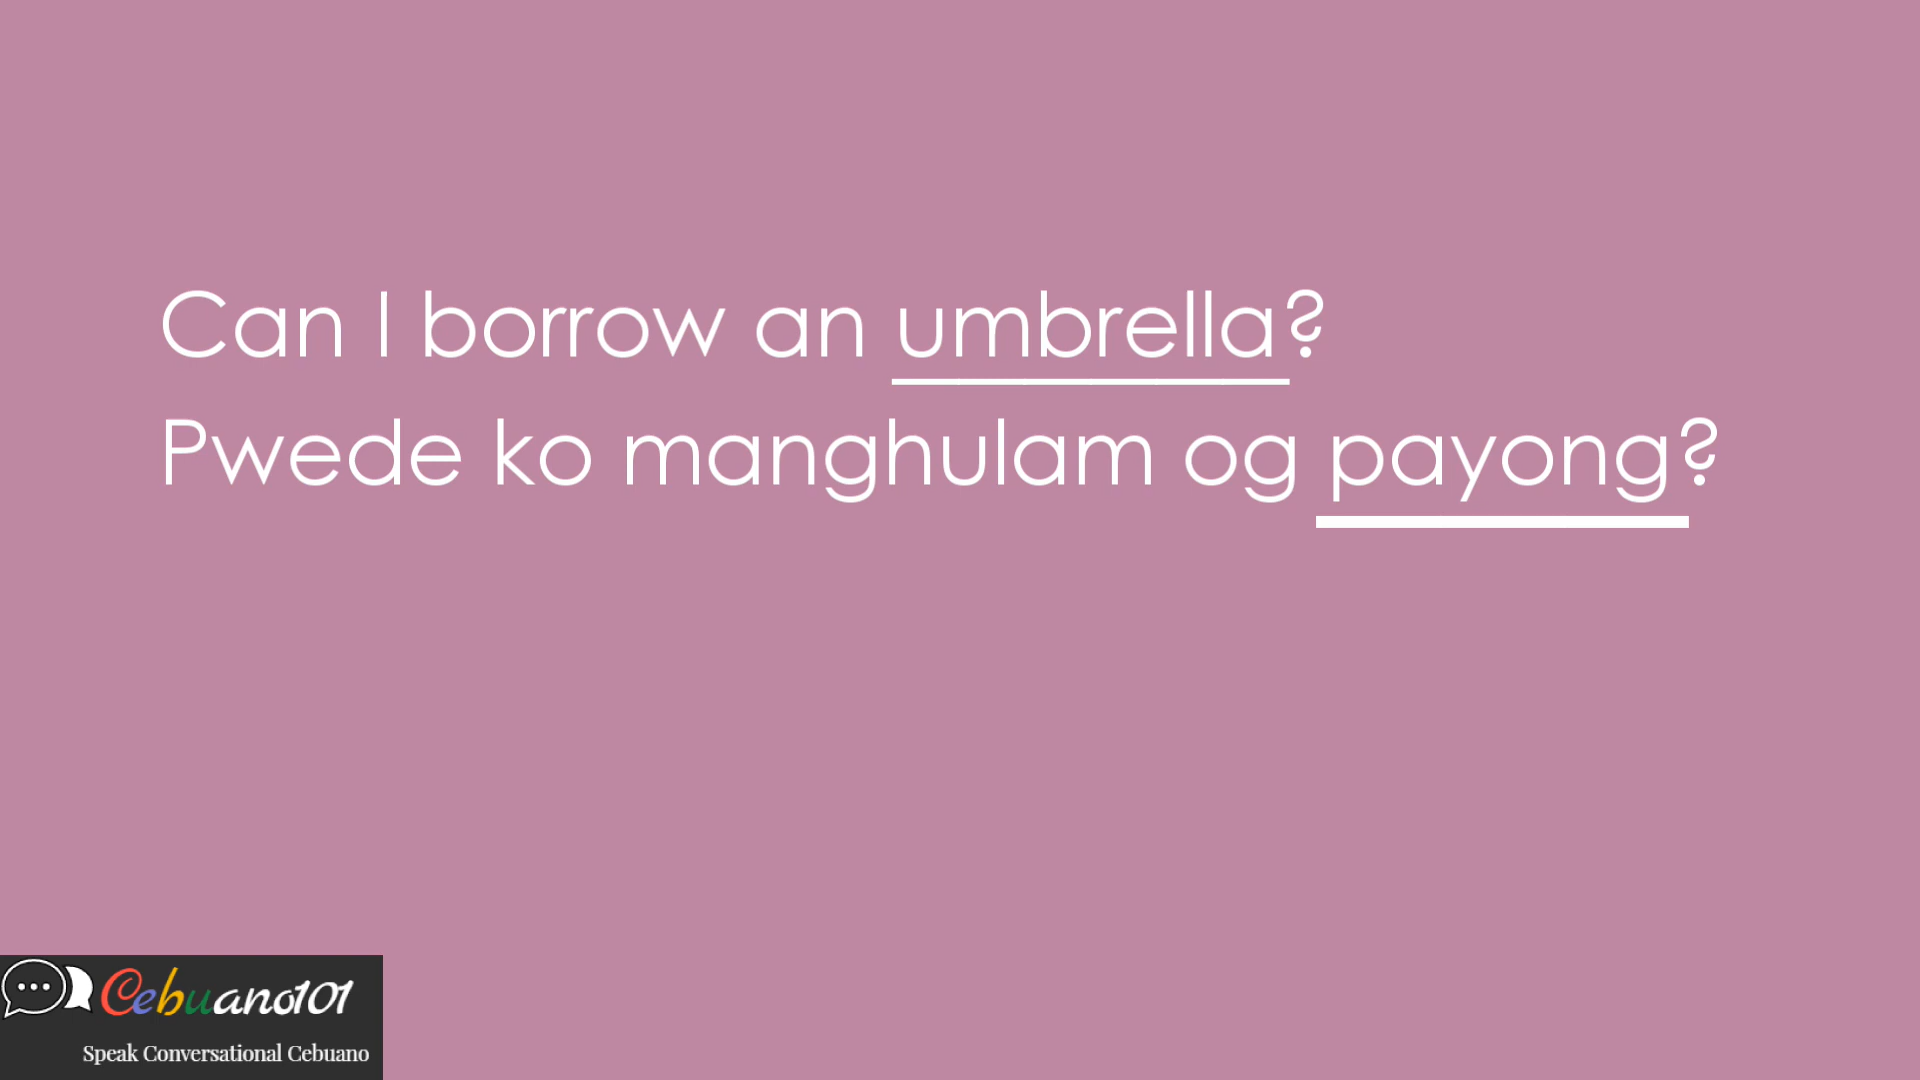 Can I borrow an umbrella?
Pwede ko manghulam og payong?
Cebuano101
Speak Conversational Cebuano